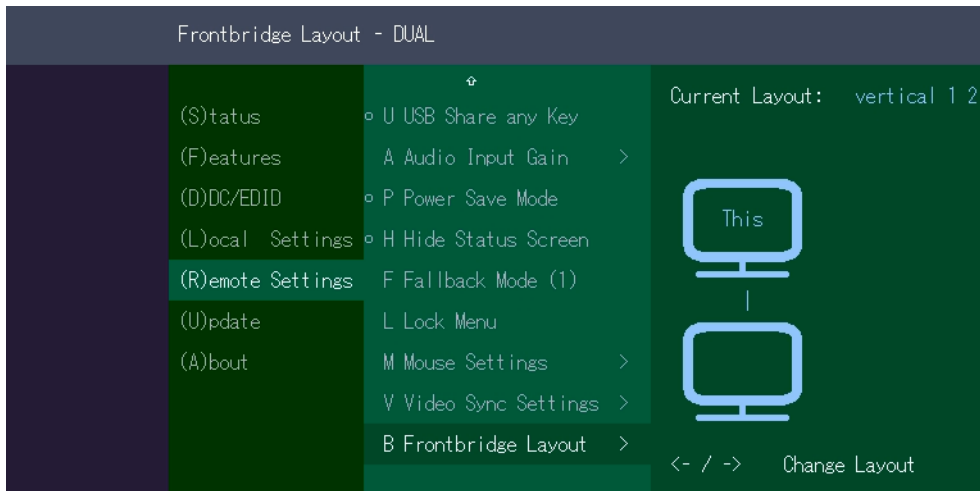 Frontbridge Layout - DUAL
(S)tatus
(F)eatures
(D)DC/EDID
(L)ocal Settings
(R)emote Settings
(U)pdate
(A)bout
U USB Share any Key
A Audio Input Gain >
P Power Save Mode
H Hide Status Screen
F Fallback Mode (1)
L Lock Menu
M Mouse Settings >
V Video Sync Settings >
B Frontbridge Layout >
Current Layout: vertical 1 2
This
<- / -> Change Layout